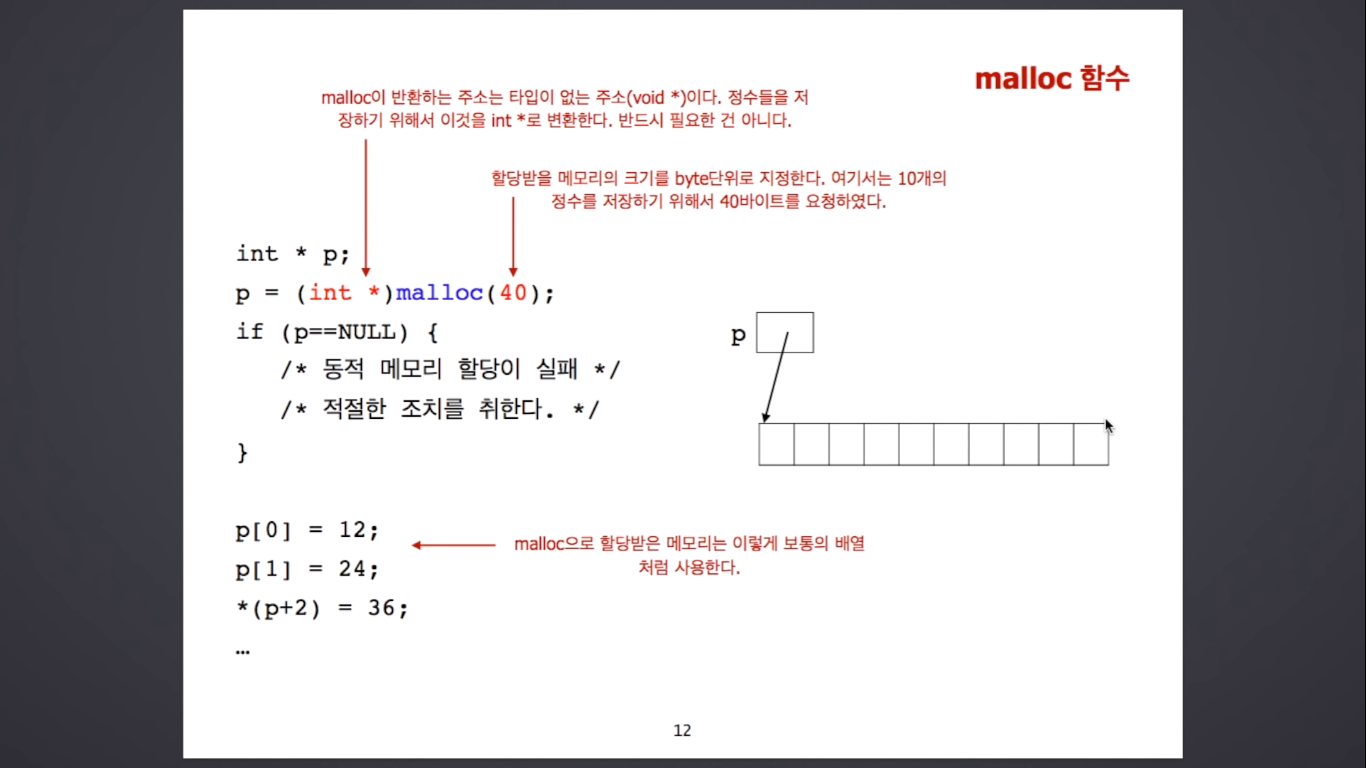 malloc 함수
malloc이 반환하는 주소는 타입이 없는 주소(void *)이다. 정수들을 저
장하기 위해서 이것을 int *로 변환한다. 반드시 필요한 건 아니다.
할당받을 메모리의 크기를 byte단위로 지정한다. 여기서는 10개의
정수를 저장하기 위해서 40바이트를 요청하였다.
int * p;
p = (int *)malloc(40);
if (p==NULL) {
/* 동적 메모리 할당이 실패 */
/* 적절한 조치를 취한다. */
}
p
p[0] = 12;
p[1] = 24;
*(p+2) = 36;
…
malloc으로 할당받은 메모리는 이렇게 보통의 배열
처럼 사용한다.
12